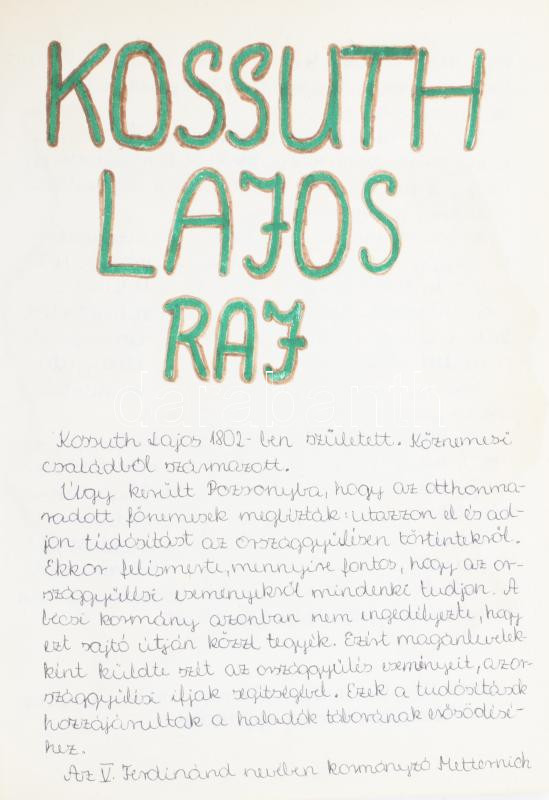 KOSSUTH
LAJOS
RAJ
Kossuth Lajos 1802-ben született. Köznemesi
családból származott.
Úgy került Pozsonyba, hogy az otthonma-
radott főnemesek megbízták: utazzon el és ad-
jon tudósítást az országgyűlésen történtekről.
Ekkor felismerte, mennyire fontos, hogy az or-
szággyűlési eseményekről mindenki tudjon. A
bécsi kormány azonban nem engedélyezte, hogy
ezt sajtó útján közzé tegyék. Ezért magánlevelek-
ként küldte szét az országgyűlés eseményeit, az or-
szággyűlési ifjak segítségével. Ezek a tudósítások
hozzájárultak a haladók táborának erősödésé-
hez.
Az V. Ferdinánd nevében kormányzó Metternich
darabanth